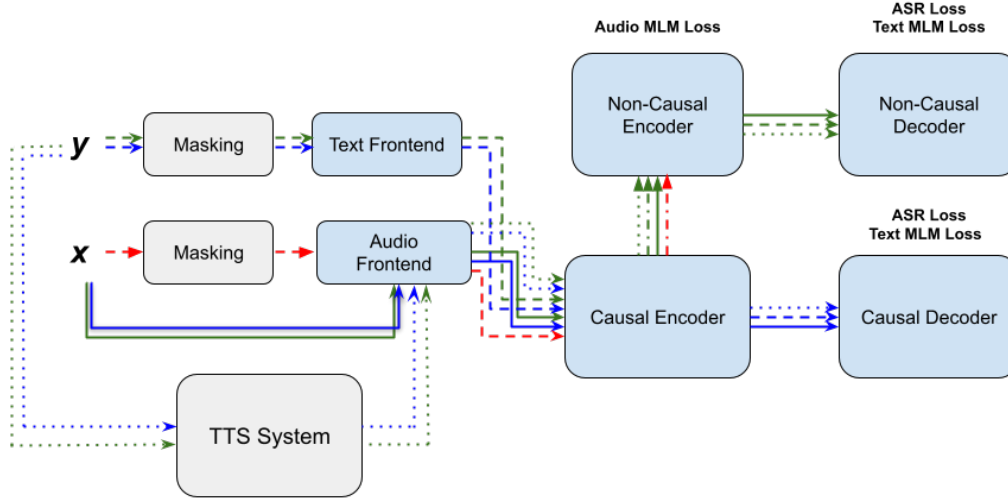 Audio MLM Loss
ASR Loss
Text MLM Loss
Non-Causal
Encoder
Non-Causal
Decoder
y
Masking
Text Frontend
x
Masking
Audio
Frontend
ASR Loss
Text MLM Loss
Causal Encoder
Causal Decoder
TTS System